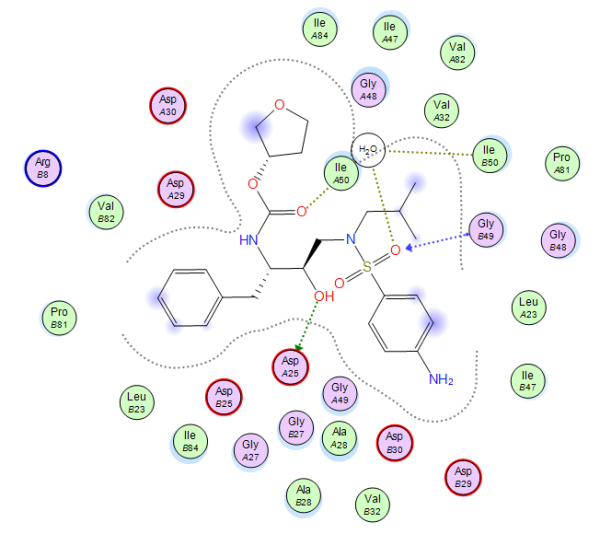 Ile
A84
Ile
A47
Val
A82
Gly
A48
Asp
A30
O
Val
A32
H2O
Ile
B50
Pro
A81
Arg
B8
Ile
A50
Asp
A29
O
Val
B82
O
Gly
B49
Gly
B48
HN
N
O
S
O
OH
Leu
A23
Pro
B81
Asp
A25
Ile
B47
NH2
Gly
A49
Asp
B25
Leu
B23
Gly
B27
Ala
A28
Ile
B84
Asp
B30
Gly
A27
Asp
B29
Ala
B28
Val
B32